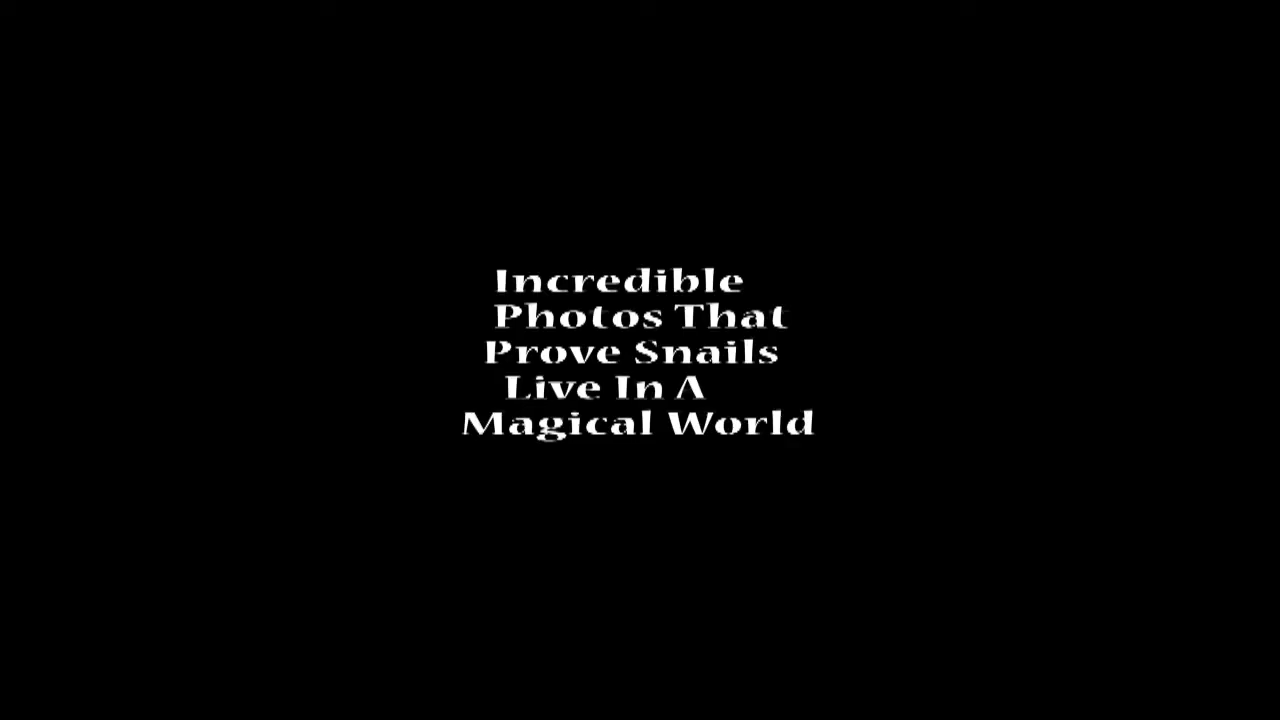 Incredible
Photos That
Prove Snails
Live In A
Magical World